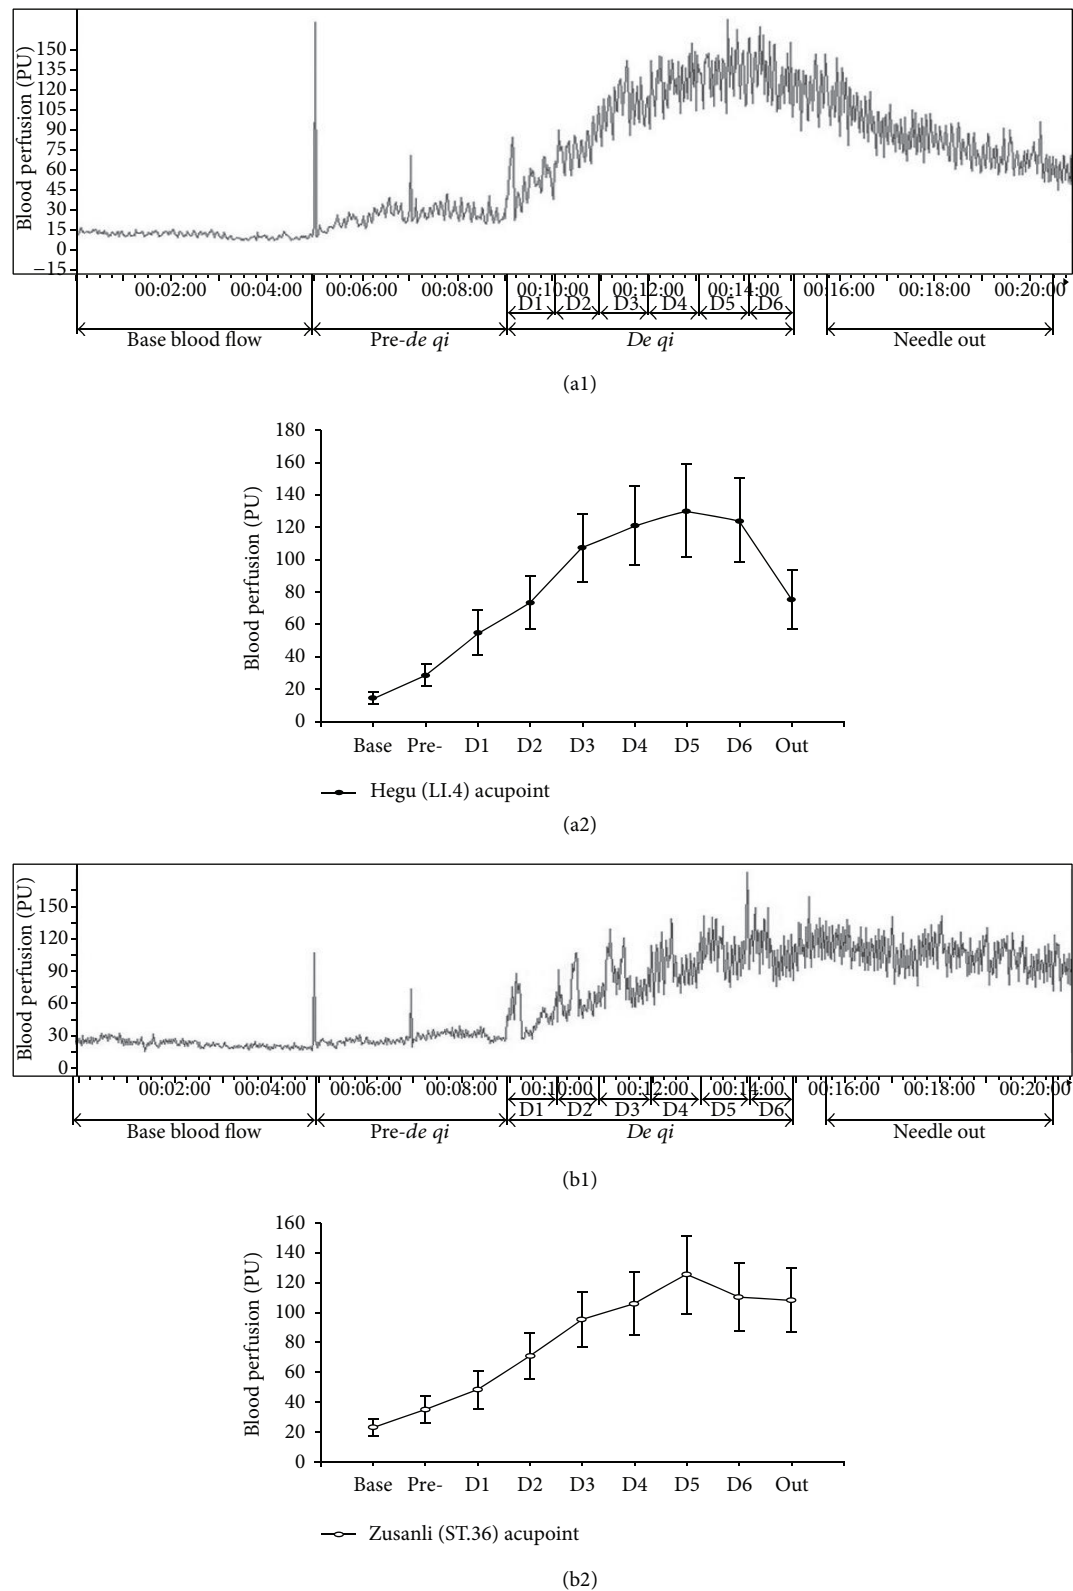 Blood perfusion (PU)
150
135
120
105
90
75
60
45
30
15
0
−15
00:02:00 00:04:00 00:06:00 00:08:00 00:10:00 00:12:00 00:14:00 00:16:00 00:18:00 00:20:00
D1 D2 D3 D4 D5 D6
Base blood flow Pre-de qi De qi Needle out
(a1)
Blood perfusion (PU)
180
160
140
120
100
80
60
40
20
0
Base Pre- D1 D2 D3 D4 D5 D6 Out
Hegu (LI.4) acupoint
(a2)
Blood perfusion (PU)
150
120
90
60
30
0
00:02:00 00:04:00 00:06:00 00:08:00 00:10:00 00:12:00 00:14:00 00:16:00 00:18:00 00:20:00
D1 D2 D3 D4 D5 D6
Base blood flow Pre-de qi De qi Needle out
(b1)
Blood perfusion (PU)
160
140
120
100
80
60
40
20
0
Base Pre- D1 D2 D3 D4 D5 D6 Out
Zusanli (ST.36) acupoint
(b2)